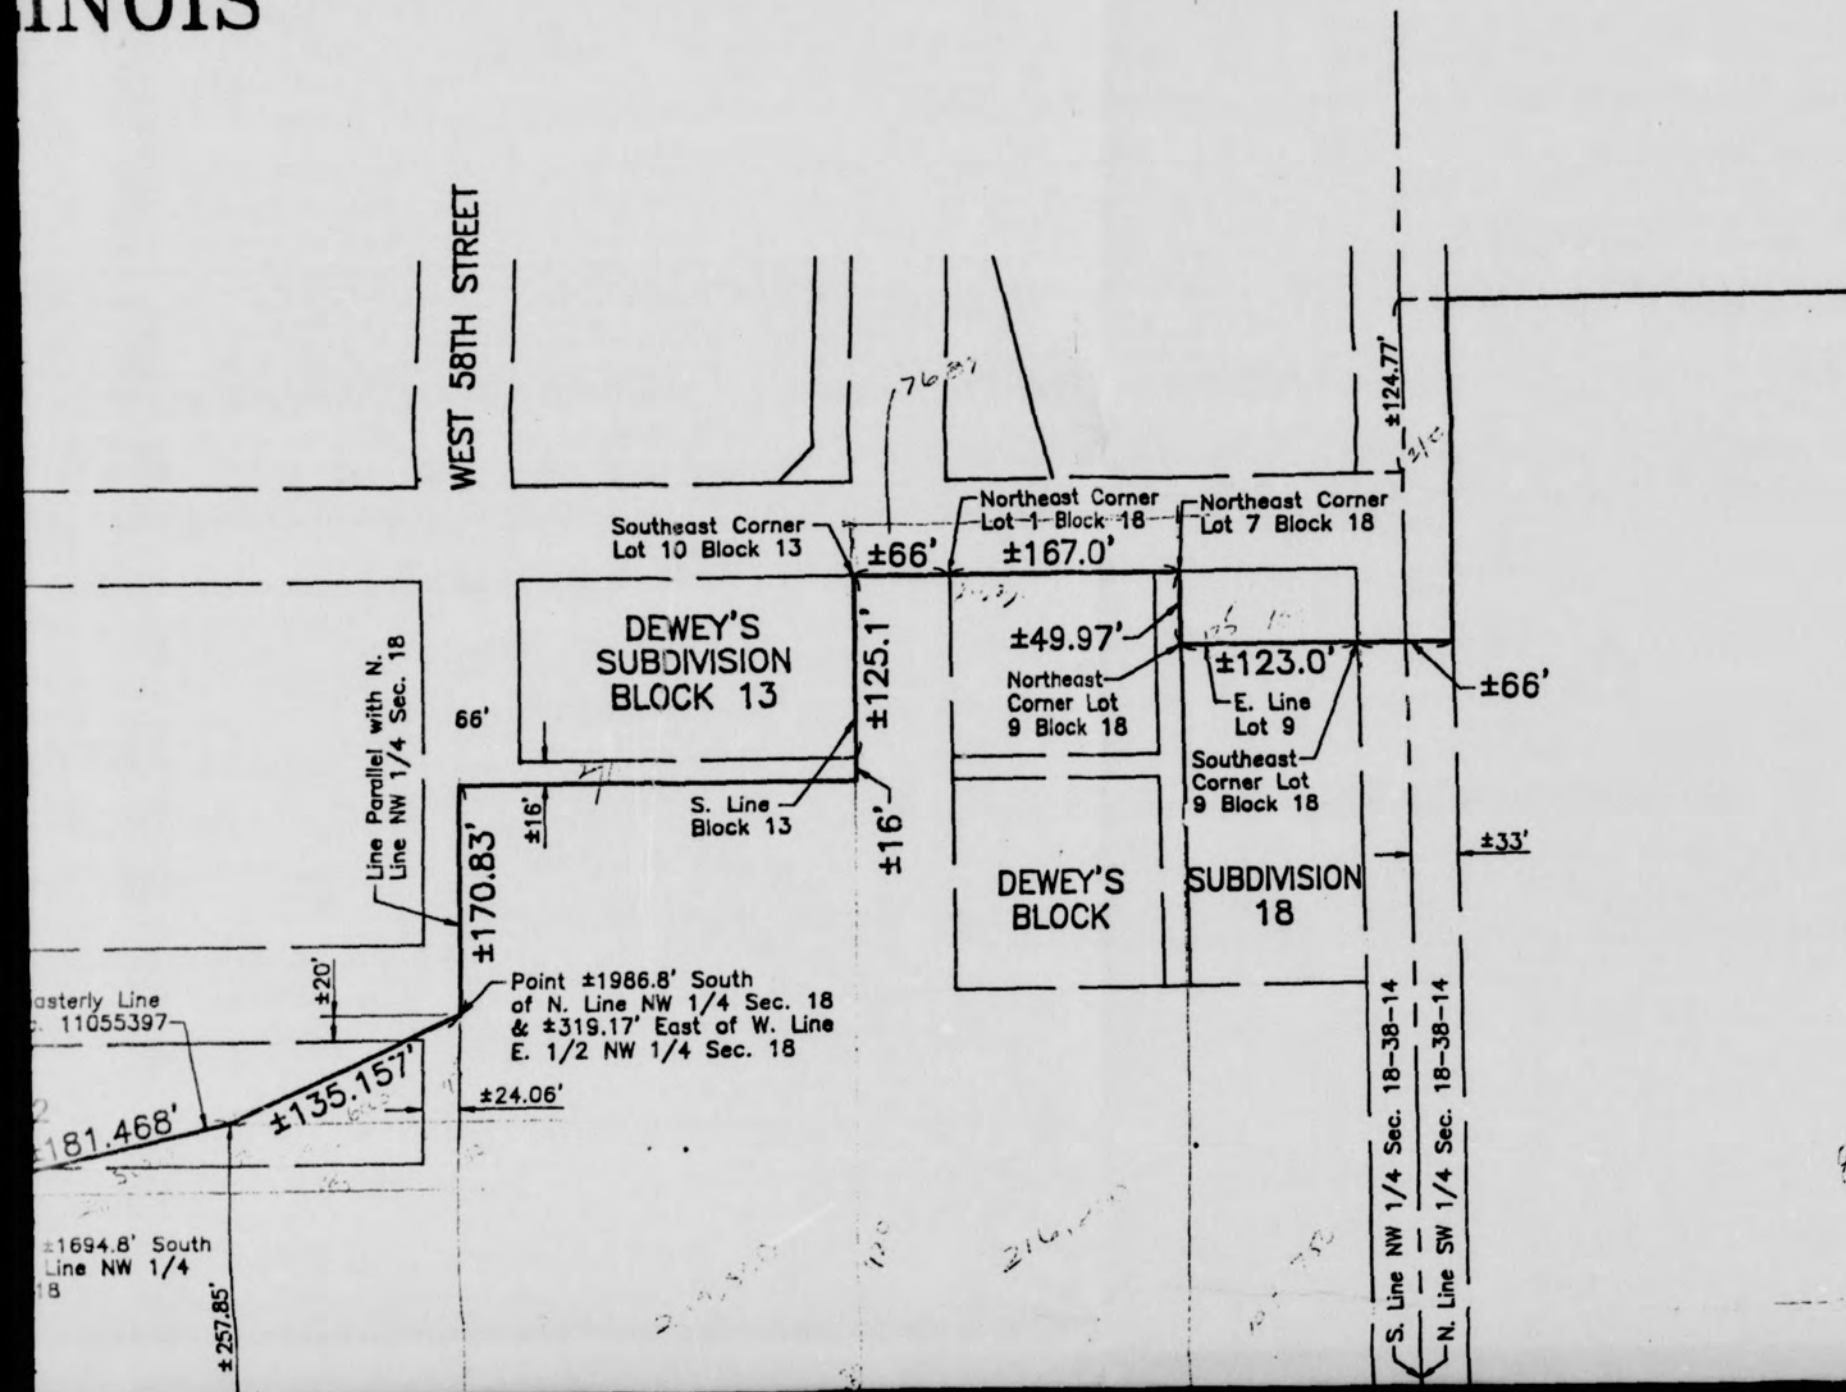 WEST 58TH STREET
±124.77'
Southeast Corner
Lot 10 Block 13
±66'
Northeast Corner
Lot 1 Block 18
±167.0'
Northeast Corner
Lot 7 Block 18
DEWEY'S
SUBDIVISION
BLOCK 13
±125.1'
±49.97'
Northeast
Corner Lot
9 Block 18
±123.0'
E. Line
Lot 9
±66'
Line Parallel with N.
Line NW 1/4 Sec. 18
66'
±16'
S. Line
Block 13
±16'
Southeast
Corner Lot
9 Block 18
±33'
±170.83'
DEWEY'S
BLOCK
SUBDIVISION
18
±20'
asterly Line
11055397
Point ±1986.8' South
of N. Line NW 1/4 Sec. 18
& ±319.17' East of W. Line
E. 1/2 NW 1/4 Sec. 18
±135.157'
±24.06'
±181.468'
±1694.8' South
Line NW 1/4
18
±257.85'
S. Line NW 1/4 Sec. 18-38-14
N. Line SW 1/4 Sec. 18-38-14